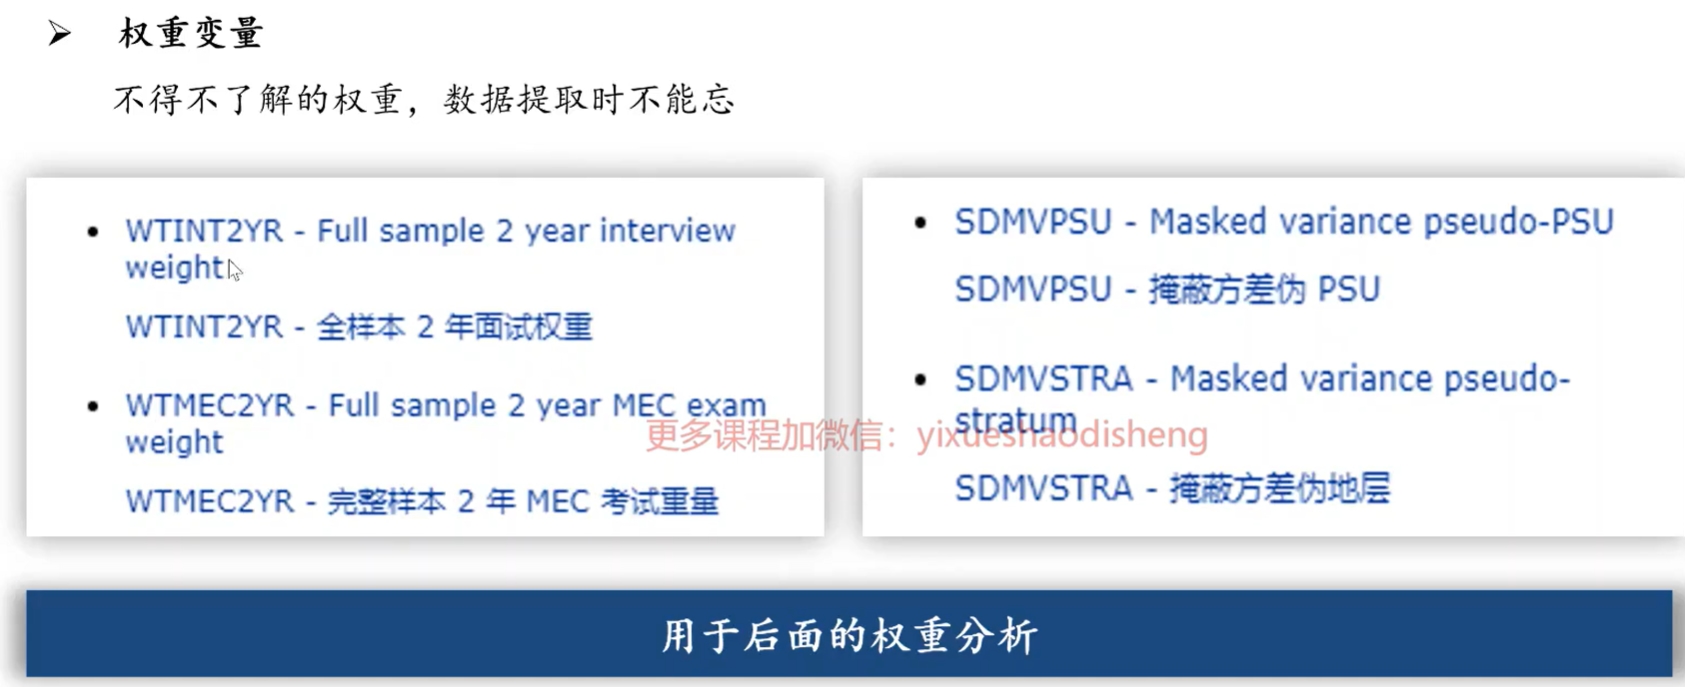 权重变量
不得不了解的权重，数据提取时不能忘
WTINT2YR - Full sample 2 year interview
weight
WTINT2YR - 全样本 2 年面试权重
WTMEC2YR - Full sample 2 year MEC exam
weight
WTMEC2YR - 完整样本 2 年 MEC 考试重量
SDMVPSU - Masked variance pseudo-PSU
SDMVPSU - 掩蔽方差伪 PSU
SDMVSTRA - Masked variance pseudo-
stratum
SDMVSTRA - 掩蔽方差伪地层
更多课程加微信：yixueshaodisheng
用于后面的权重分析